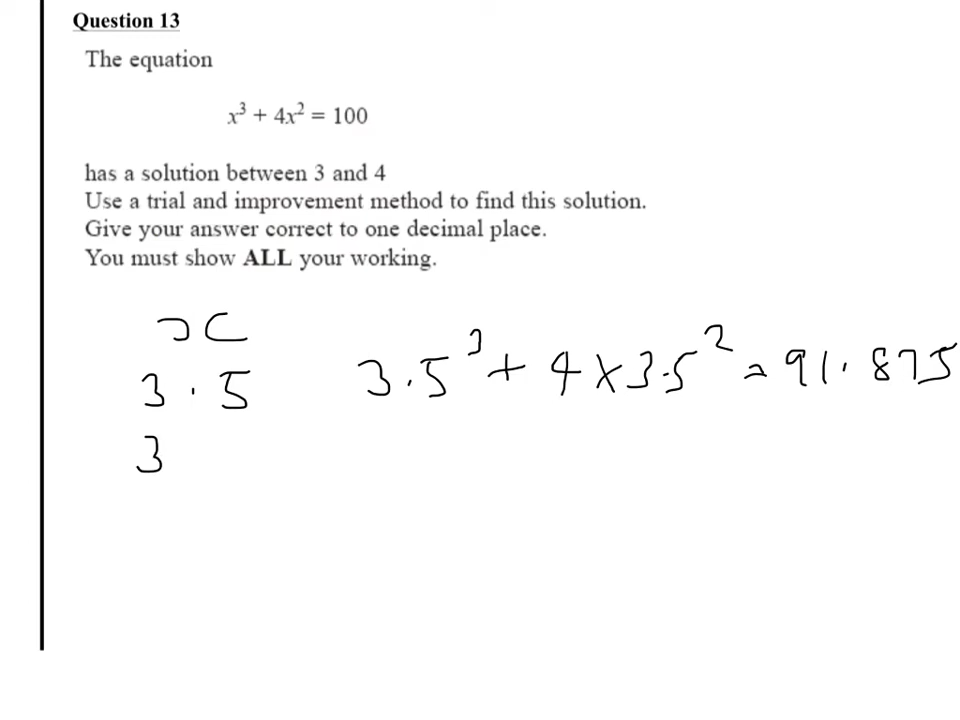 Question 13
The equation
x³ + 4x² = 100
has a solution between 3 and 4
Use a trial and improvement method to find this solution.
Give your answer correct to one decimal place.
You must show ALL your working.
x
3.5 3.5³ + 4 × 3.5² = 91.875
3